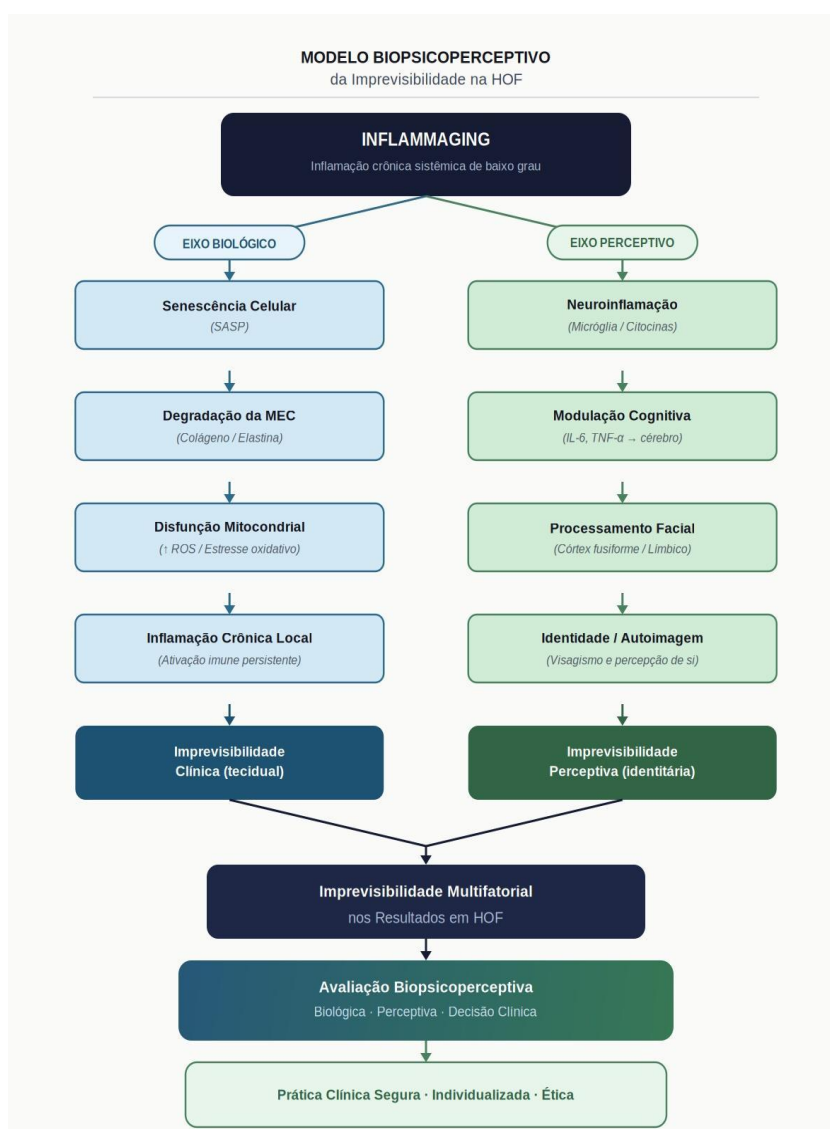 MODELO BIOPSICOPERCEPTIVO
da Imprevisibilidade na HOF
INFLAMMAGING
Inflamação crônica sistêmica de baixo grau
EIXO BIOLÓGICO
EIXO PERCEPTIVO
Senescência Celular
(SASP)
Neuroinflamação
(Micróglia / Citocinas)
Degradação da MEC
(Colágeno / Elastina)
Modulação Cognitiva
(IL-6, TNF-α → cérebro)
Disfunção Mitocondrial
(↑ ROS / Estresse oxidativo)
Processamento Facial
(Córtex fusiforme / Límbico)
Inflamação Crônica Local
(Ativação imune persistente)
Identidade / Autoimagem
(Visagismo e percepção de si)
Imprevisibilidade
Clínica (tecidual)
Imprevisibilidade
Perceptiva (identitária)
Imprevisibilidade Multifatorial
nos Resultados em HOF
Avaliação Biopsicoperceptiva
Biológica · Perceptiva · Decisão Clínica
Prática Clínica Segura · Individualizada · Ética